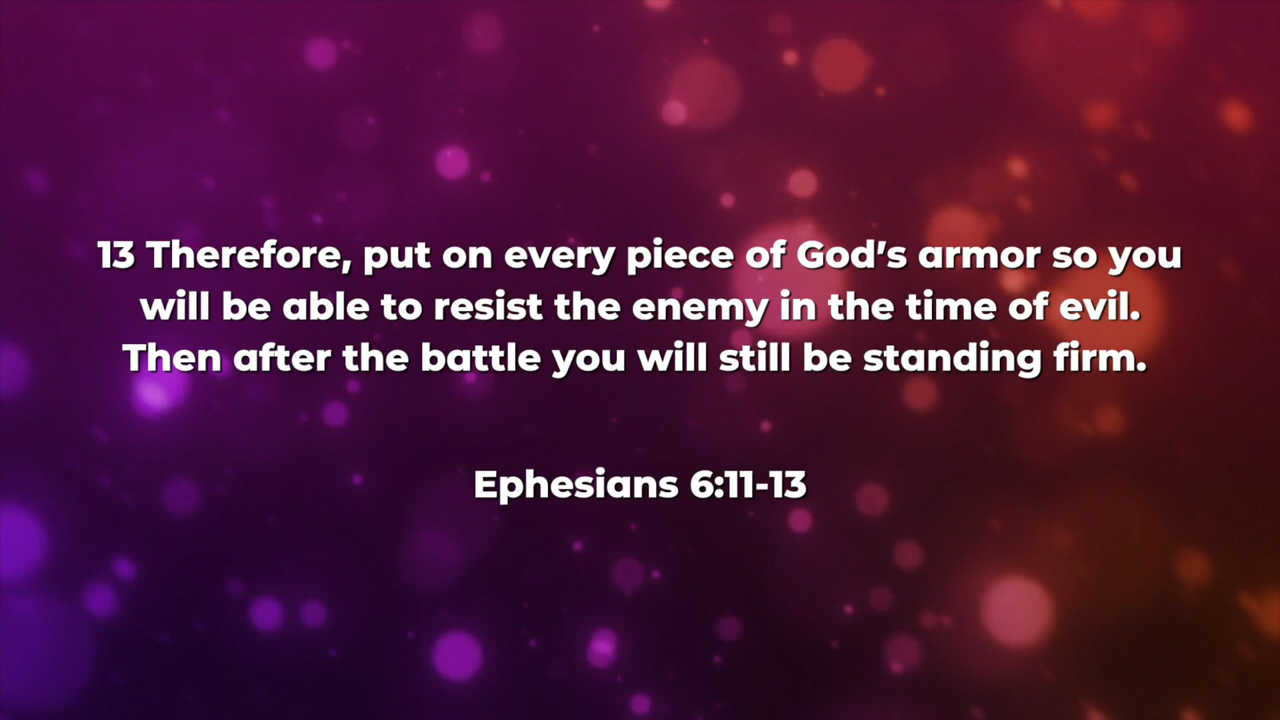 13 Therefore, put on every piece of God’s armor so you
will be able to resist the enemy in the time of evil.
Then after the battle you will still be standing firm.
Ephesians 6:11-13